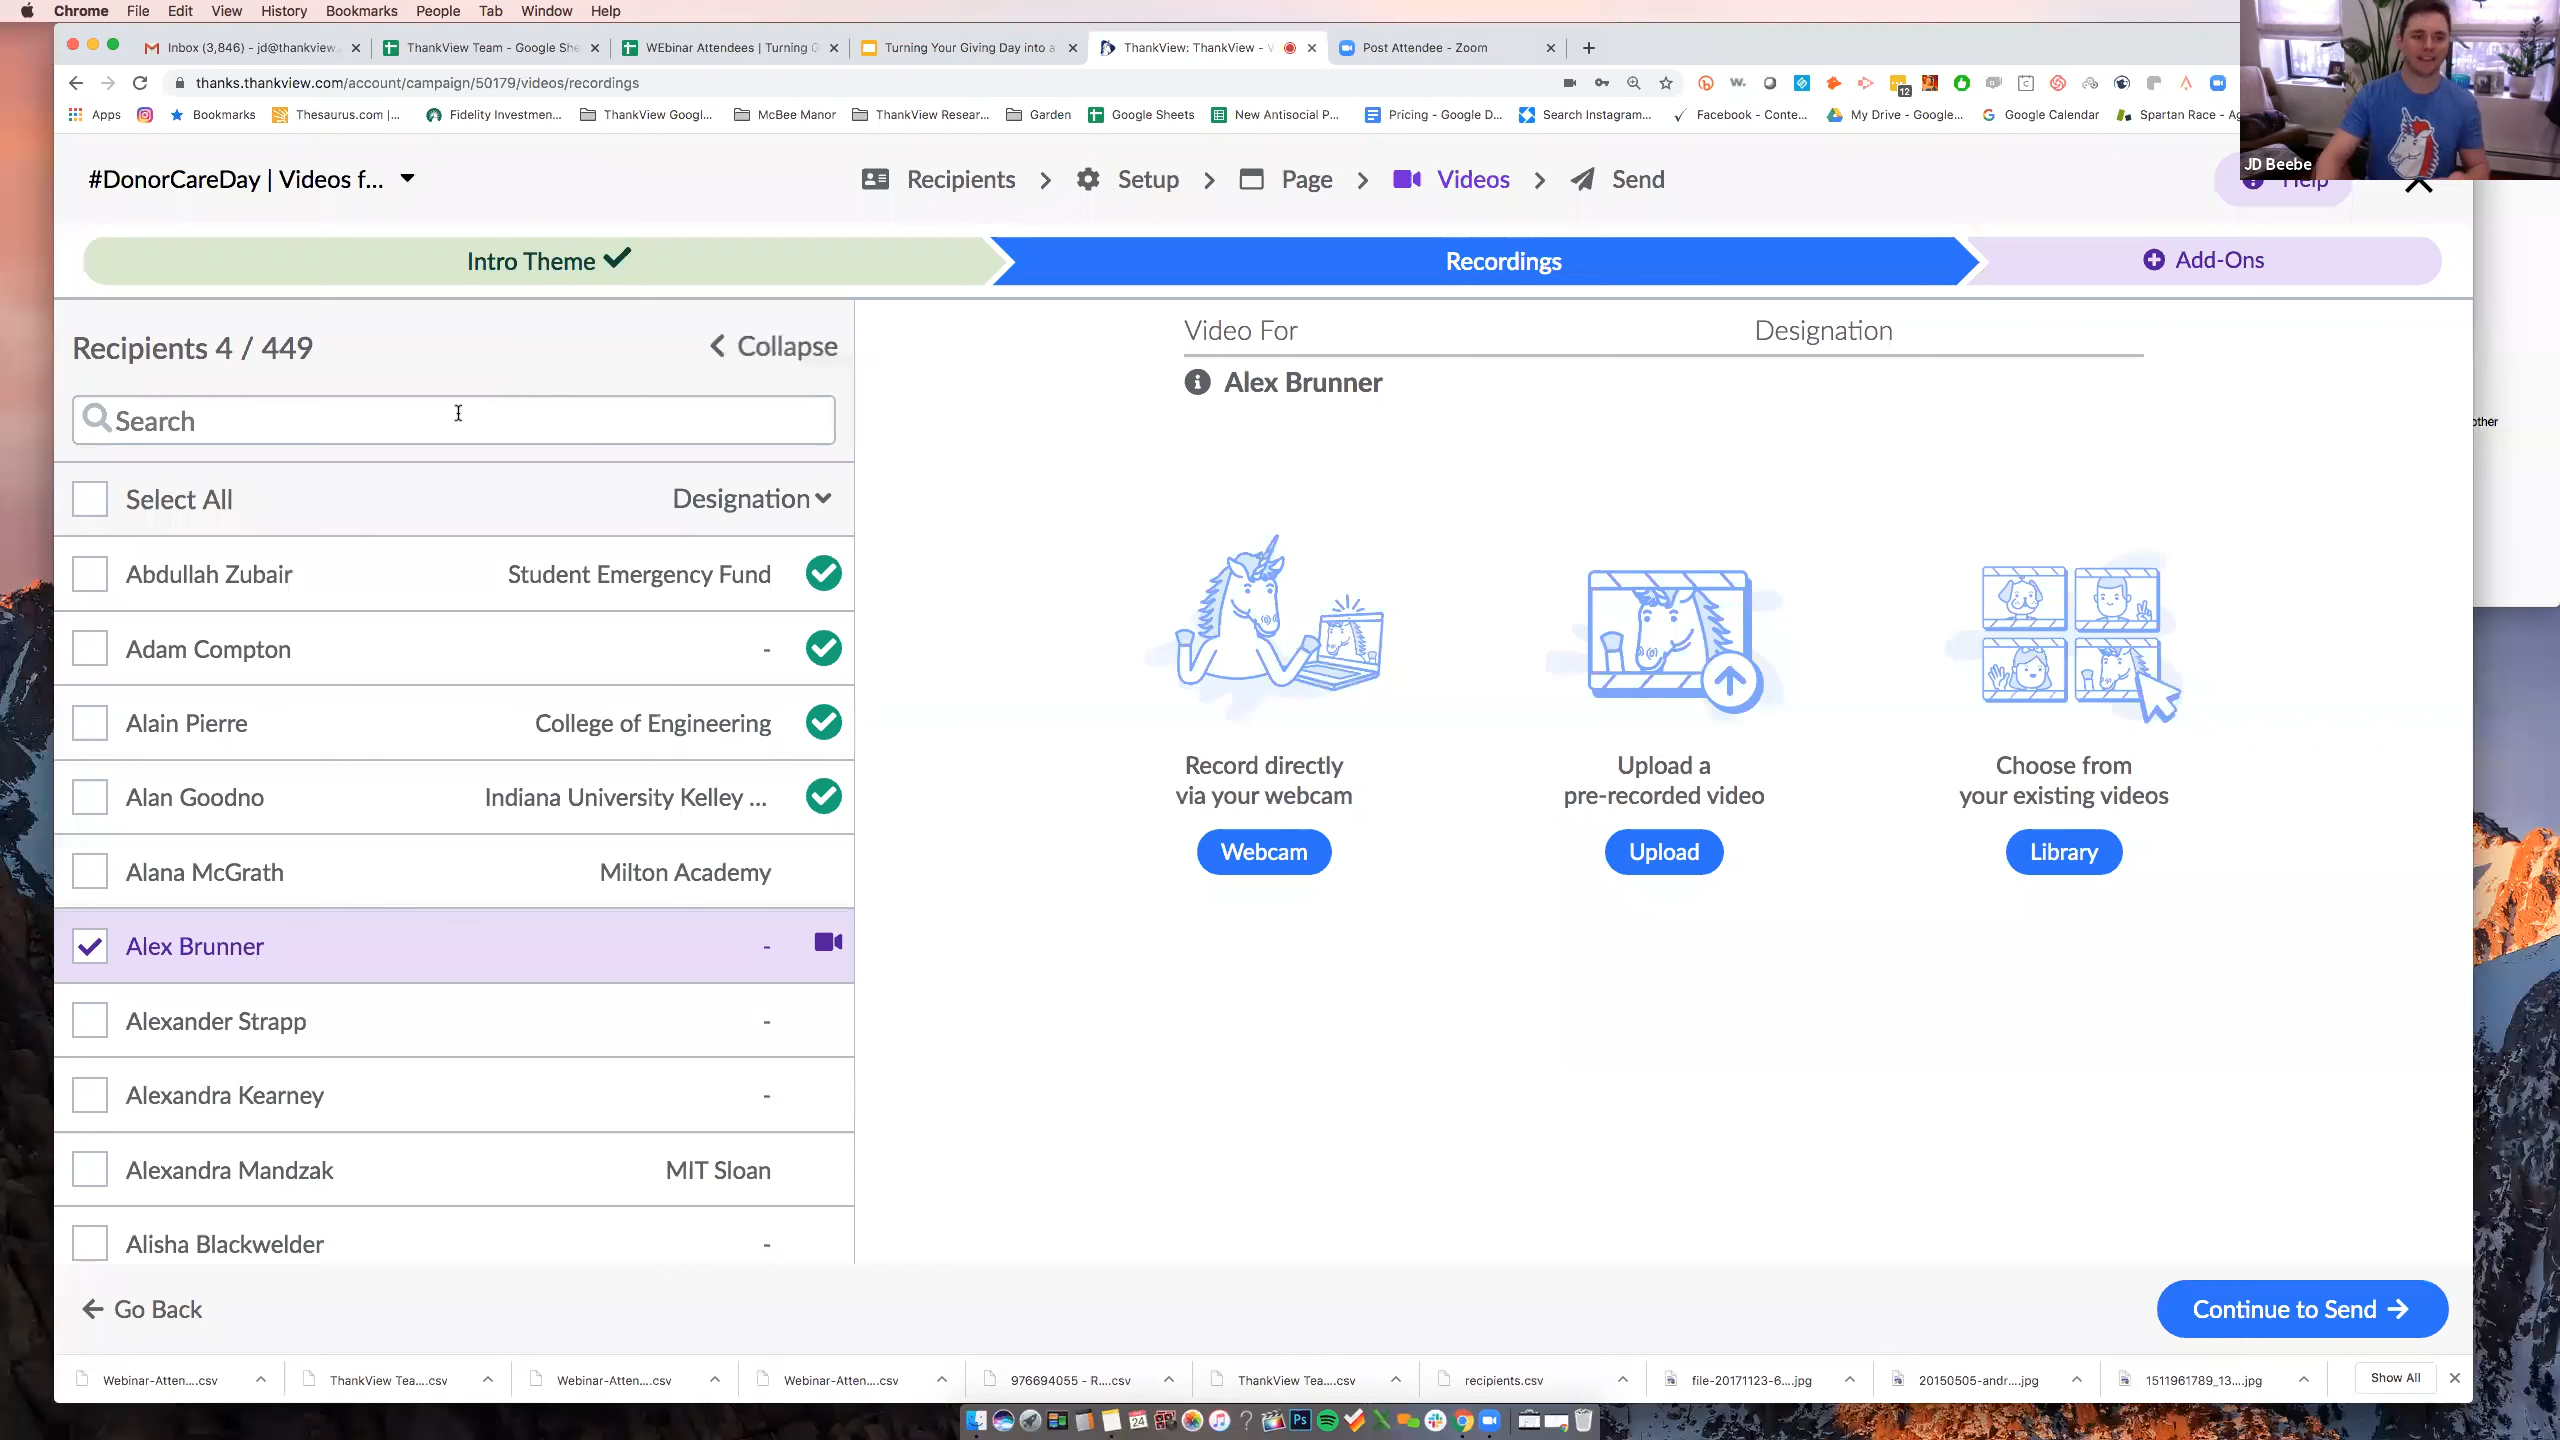 Chrome File Edit View History Bookmarks People Tab Window Help
Inbox (3,846) - jd@thankview. ThankView Team - Google She WEbinar Attendees | Turning G Turning Your Giving Day into a ThankView: ThankView - V Post Attendee - Zoom
thanks.thankview.com/account/campaign/50179/videos/recordings
12
Apps Bookmarks Thesaurus.com |... Fidelity Investmen... ThankView Googl... McBee Manor ThankView Resear... Garden Google Sheets New Antisocial P... Pricing - Google D... Search Instagram... Facebook - Conte... My Drive - Google... Google Calendar Spartan Race - Ag
JD Beebe
#DonorCareDay | Videos f... Recipients Setup Page Videos Send Help
Intro Theme Recordings Add-Ons
Recipients 4 / 449 Collapse
Search
Select All Designation
Abdullah Zubair Student Emergency Fund
Adam Compton -
Alain Pierre College of Engineering
Alan Goodno Indiana University Kelley ...
Alana McGrath Milton Academy
Alex Brunner -
Alexander Strapp -
Alexandra Kearney -
Alexandra Mandzak MIT Sloan
Alisha Blackwelder -
Video For Designation
Alex Brunner
Record directly
via your webcam
Webcam
Upload a
pre-recorded video
Upload
Choose from
your existing videos
Library
other
Go Back Continue to Send
Webinar-Atten....csv ThankView Tea....csv Webinar-Atten....csv Webinar-Atten....csv 976694055 - R....csv ThankView Tea....csv recipients.csv file-20171123-6....jpg 20150505-andr...jpg 1511961789_13....jpg Show All
24 Ps